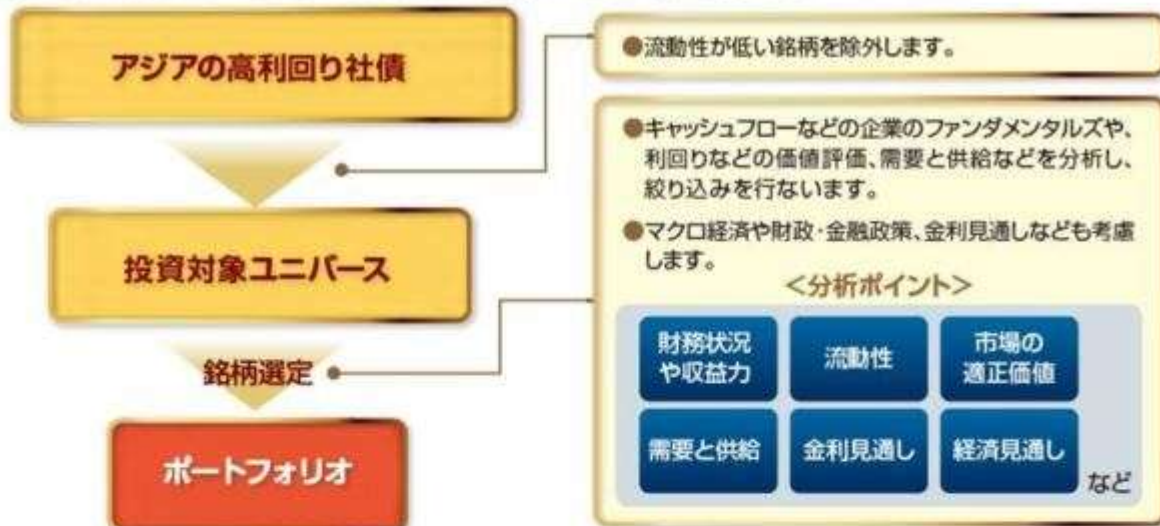 アジアの高利回り社債
●流動性が低い銘柄を除外します。
●キャッシュフローなどの企業のファンダメンタルズや、
利回りなどの価値評価、需要と供給などを分析し、
絞り込みを行ないます。
●マクロ経済や財政・金融政策、金利見通しなども考慮
します。
投資対象ユニバース
銘柄選定
ポートフォリオ
＜分析ポイント＞
財務状況
や収益力
流動性
市場の
適正価値
需要と供給
金利見通し
経済見通し
など